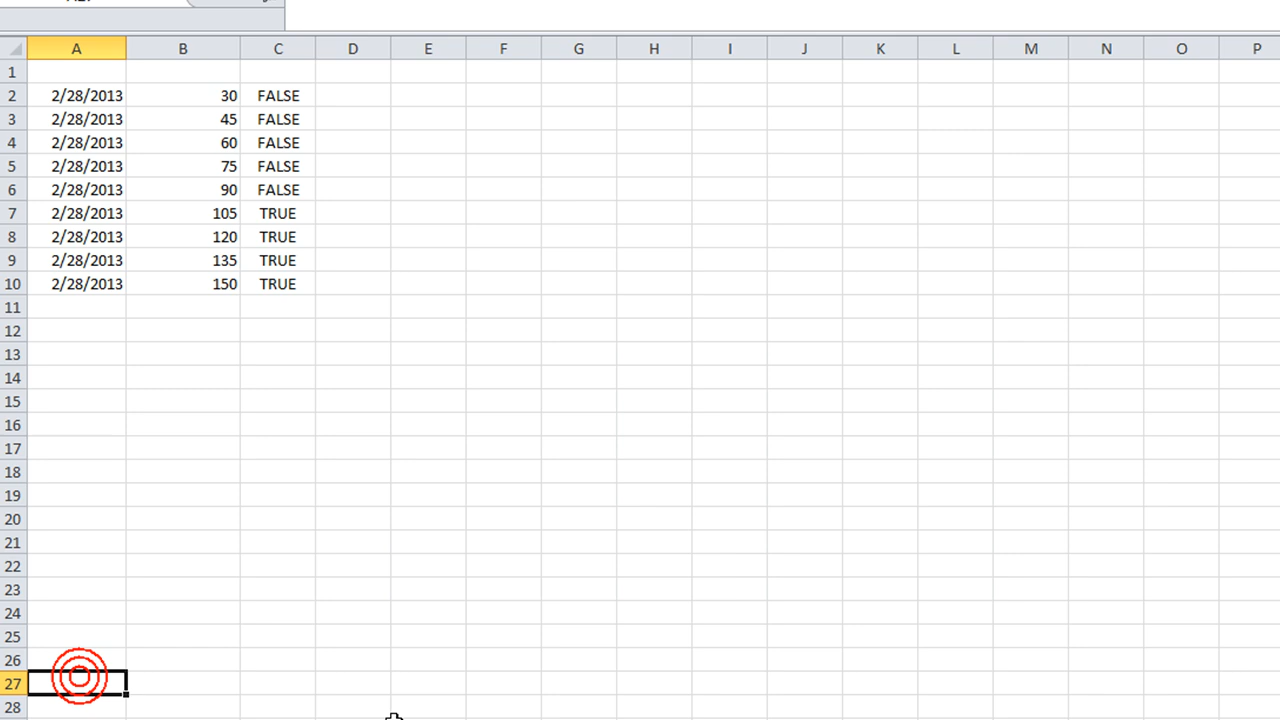 A B C D E F G H I J K L M N O P
1
2 2/28/2013 30 FALSE
3 2/28/2013 45 FALSE
4 2/28/2013 60 FALSE
5 2/28/2013 75 FALSE
6 2/28/2013 90 FALSE
7 2/28/2013 105 TRUE
8 2/28/2013 120 TRUE
9 2/28/2013 135 TRUE
10 2/28/2013 150 TRUE
11
12
13
14
15
16
17
18
19
20
21
22
23
24
25
26
27
28